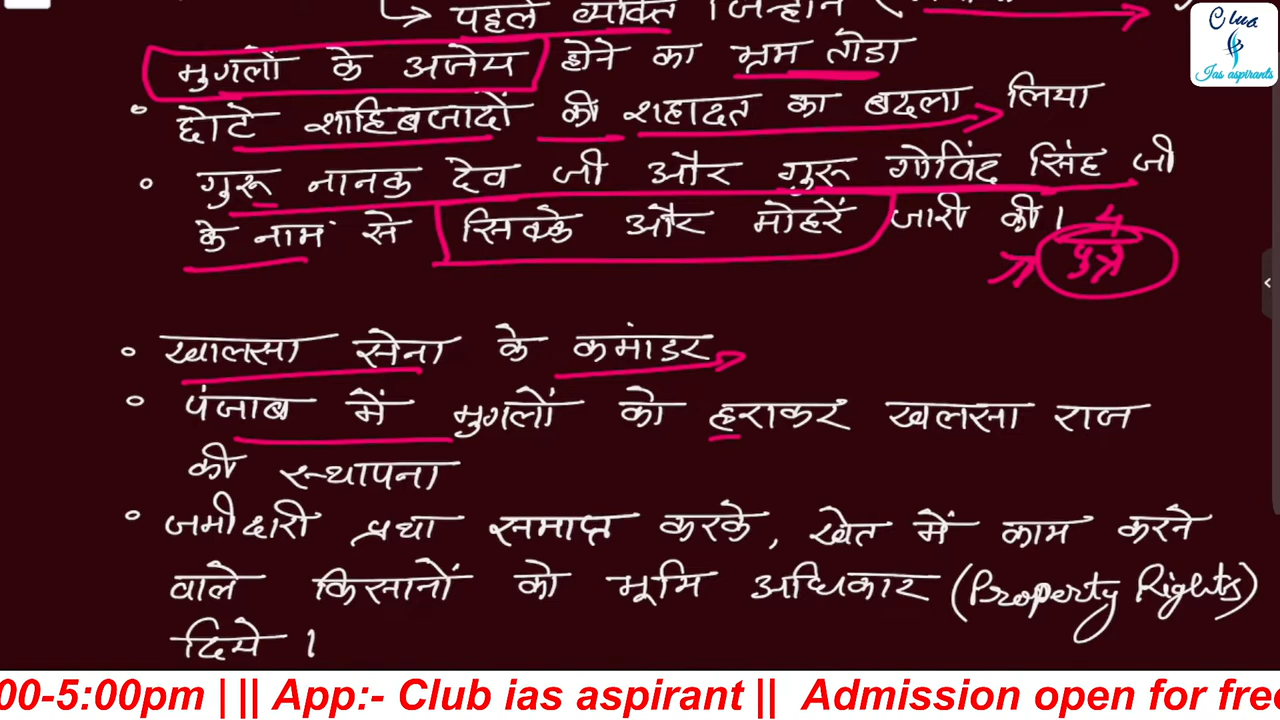 ↳ पहले व्यक्ति जिन्होंने (
मुगलों के अजेय होने का भ्रम तोडा
• छोटे शाहिबजादों की शहादत का बदला लिया
• गुरू नानक देव जी और गुरू गोविंद सिंह जी
के नाम से सिक्के और मोहरें जारी की।
4
पुत्र
• खालसा सेना के कमांडर
• पंजाब में मुगलों को हराकर खलसा राज
की स्थापना
• जमीदारी प्रथा समाप्त करके, खेत में काम करने
वाले किसानों को भूमि अधिकार (Property Rights)
दिये ।
Club
Ias aspirants
00-5:00pm | || App:- Club ias aspirant || Admission open for free